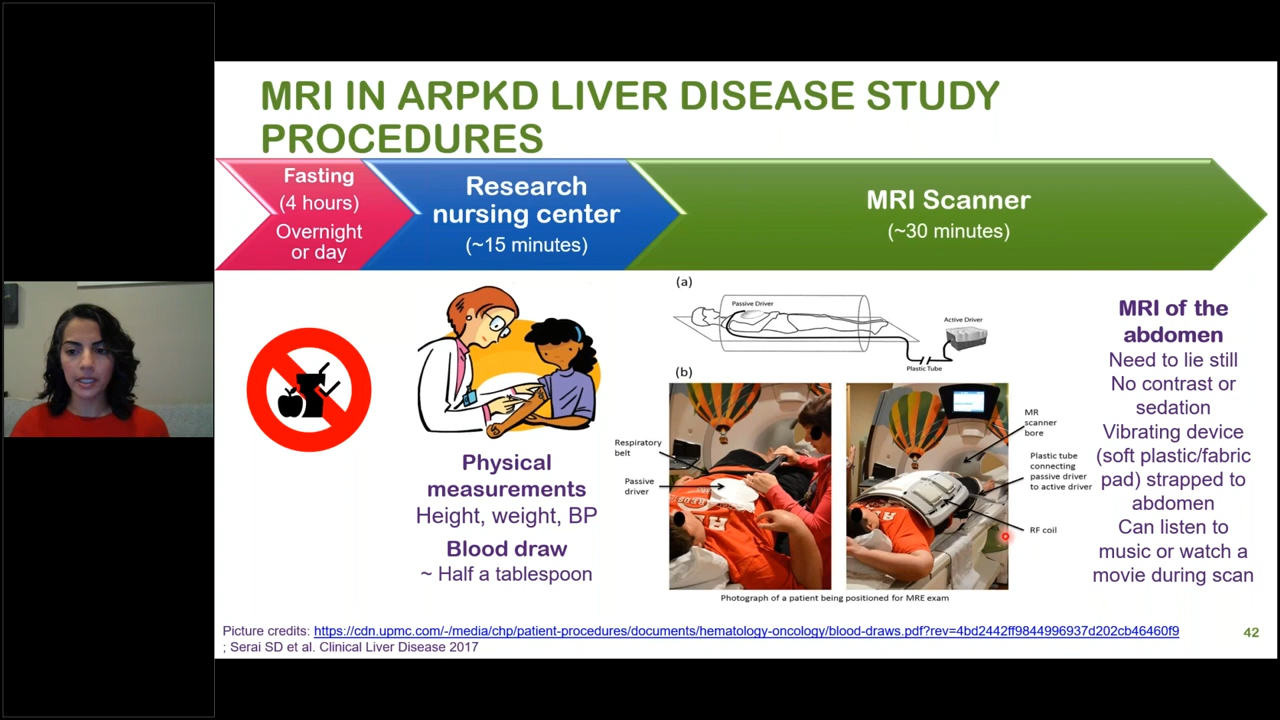 MRI IN ARPKD LIVER DISEASE STUDY
PROCEDURES
Fasting
(4 hours)
Overnight
or day
Research
nursing center
(~15 minutes)
MRI Scanner
(~30 minutes)
Physical
measurements
Height, weight, BP
Blood draw
~ Half a tablespoon
(a)
Passive Driver
Active Driver
Plastic Tube
(b)
Respiratory
belt
Passive
driver
MR
scanner
bore
Plastic tube
connecting
passive driver
to active driver
RF coil
Photograph of a patient being positioned for MRE exam
MRI of the
abdomen
Need to lie still
No contrast or
sedation
Vibrating device
(soft plastic/fabric
pad) strapped to
abdomen
Can listen to
music or watch a
movie during scan
Picture credits: https://cdn.upmc.com/-/media/chp/patient-procedures/documents/hematology-oncology/blood-draws.pdf?rev=4bd2442ff9844996937d202cb46460f9
; Serai SD et al. Clinical Liver Disease 2017
42